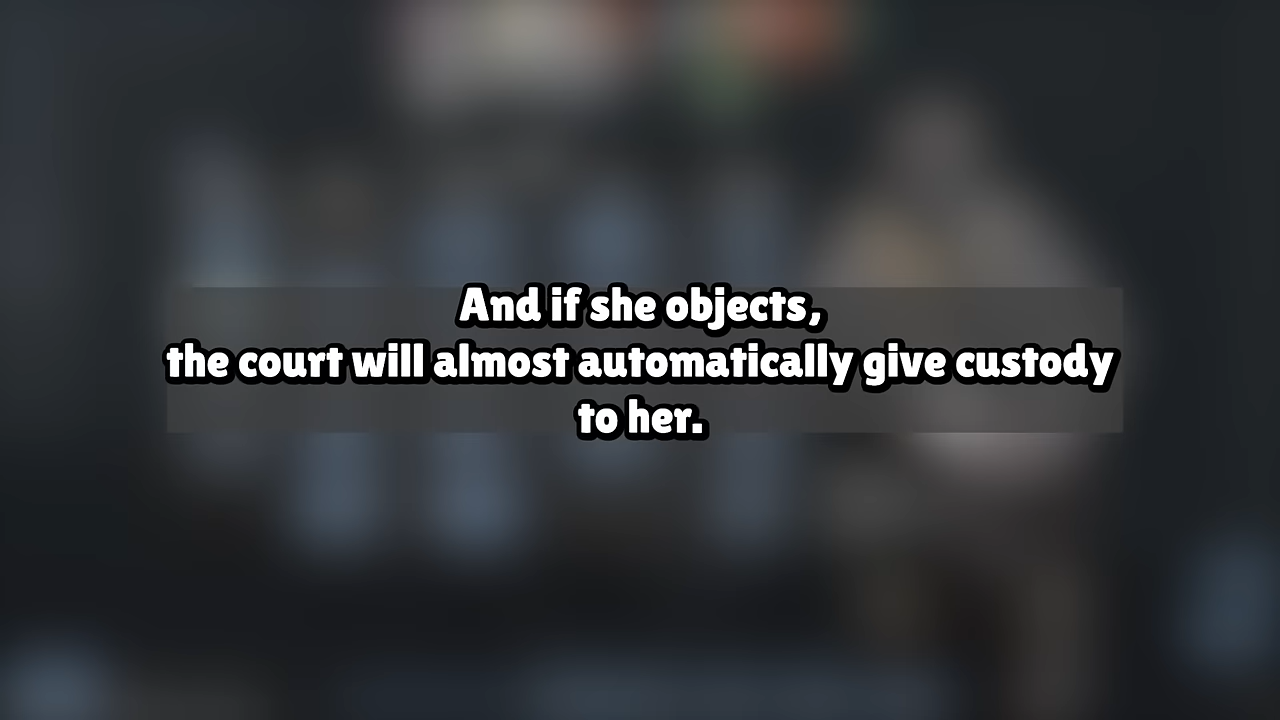 And if she objects,
the court will almost automatically give custody
to her.